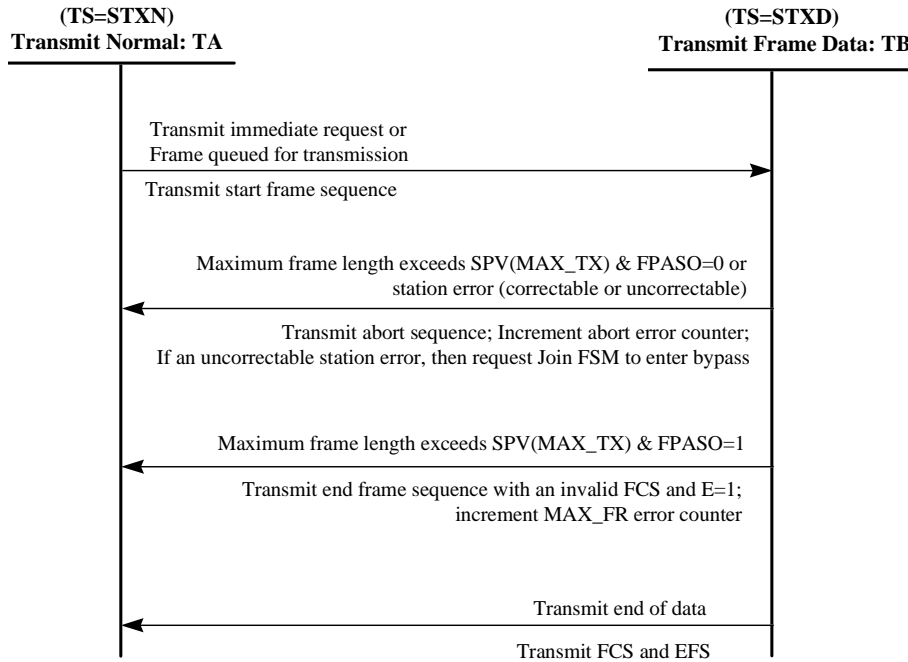 (TS=STXN)
Transmit Normal: TA
(TS=STXD)
Transmit Frame Data: TB
Transmit immediate request or
Frame queued for transmission
Transmit start frame sequence
Maximum frame length exceeds SPV(MAX_TX) & FPASO=0 or
station error (correctable or uncorrectable)
Transmit abort sequence; Increment abort error counter;
If an uncorrectable station error, then request Join FSM to enter bypass
Maximum frame length exceeds SPV(MAX_TX) & FPASO=1
Transmit end frame sequence with an invalid FCS and E=1;
increment MAX_FR error counter
Transmit end of data
Transmit FCS and EFS